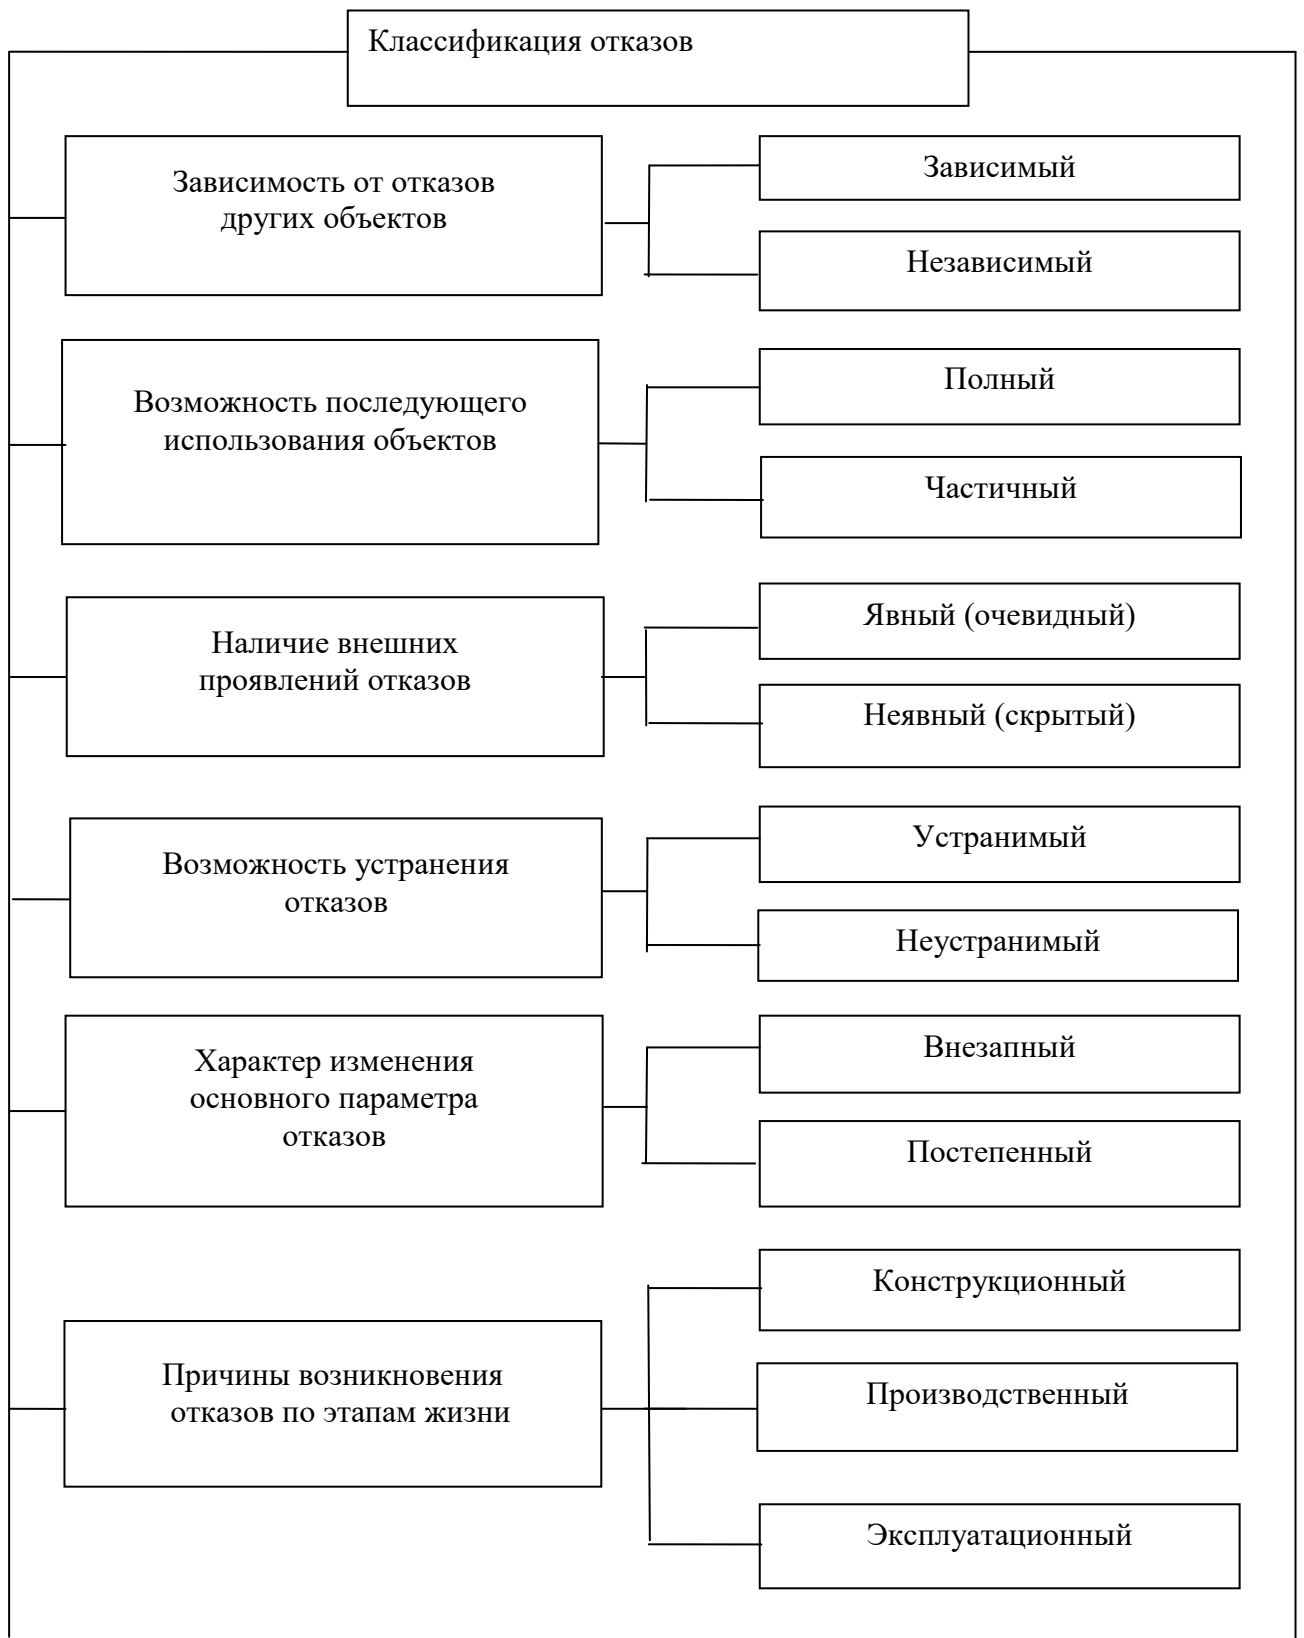 Классификация отказов
Зависимость от отказов
других объектов
Зависимый
Независимый
Возможность последующего
использования объектов
Полный
Частичный
Наличие внешних
проявлений отказов
Явный (очевидный)
Неявный (скрытый)
Возможность устранения
отказов
Устранимый
Неустранимый
Характер изменения
основного параметра
отказов
Внезапный
Постепенный
Причины возникновения
отказов по этапам жизни
Конструкционный
Производственный
Эксплуатационный